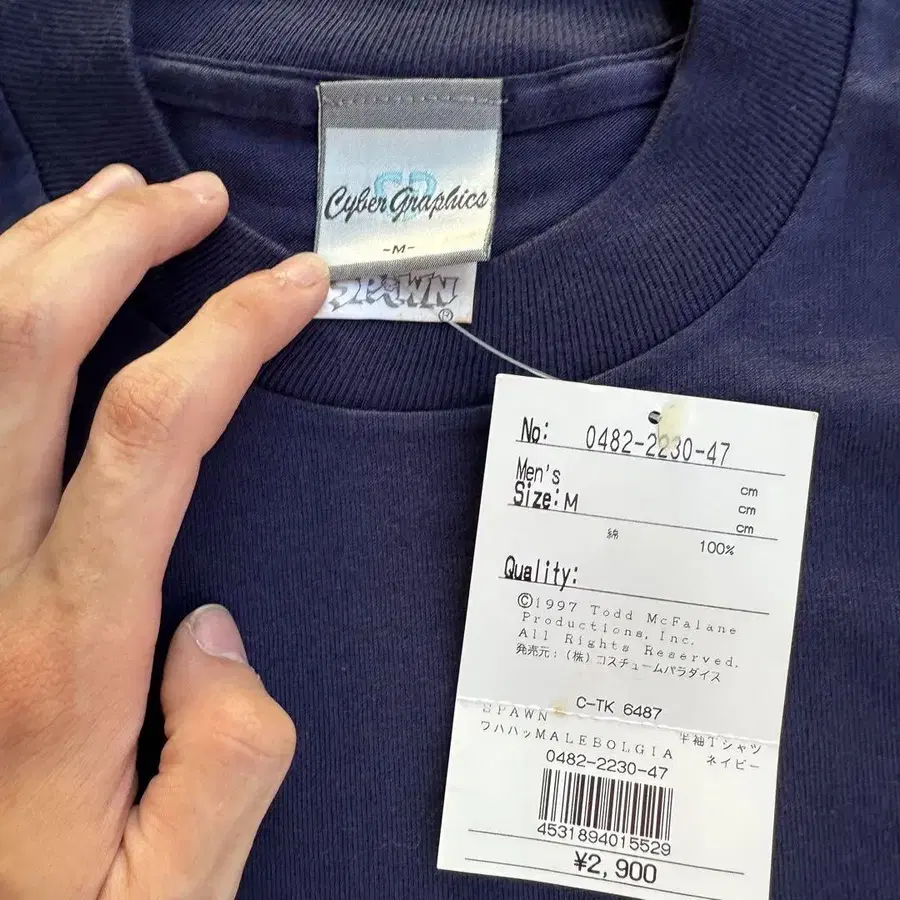 Cyber Graphics
-M-
SPAWN
®
No: 0482-2230-47
Men's
Size: M
cm
cm
cm
綿 100%
Quality:
©1997 Todd McFalane
Productions, Inc.
All Rights Reserved.
発売元:(株)コスチュームパラダイス
C-TK 6487
SPAWN 半袖Tシャツ
ワハハッMALEBOLGIA ネイビー
0482-2230-47
4531894015529
¥2,900